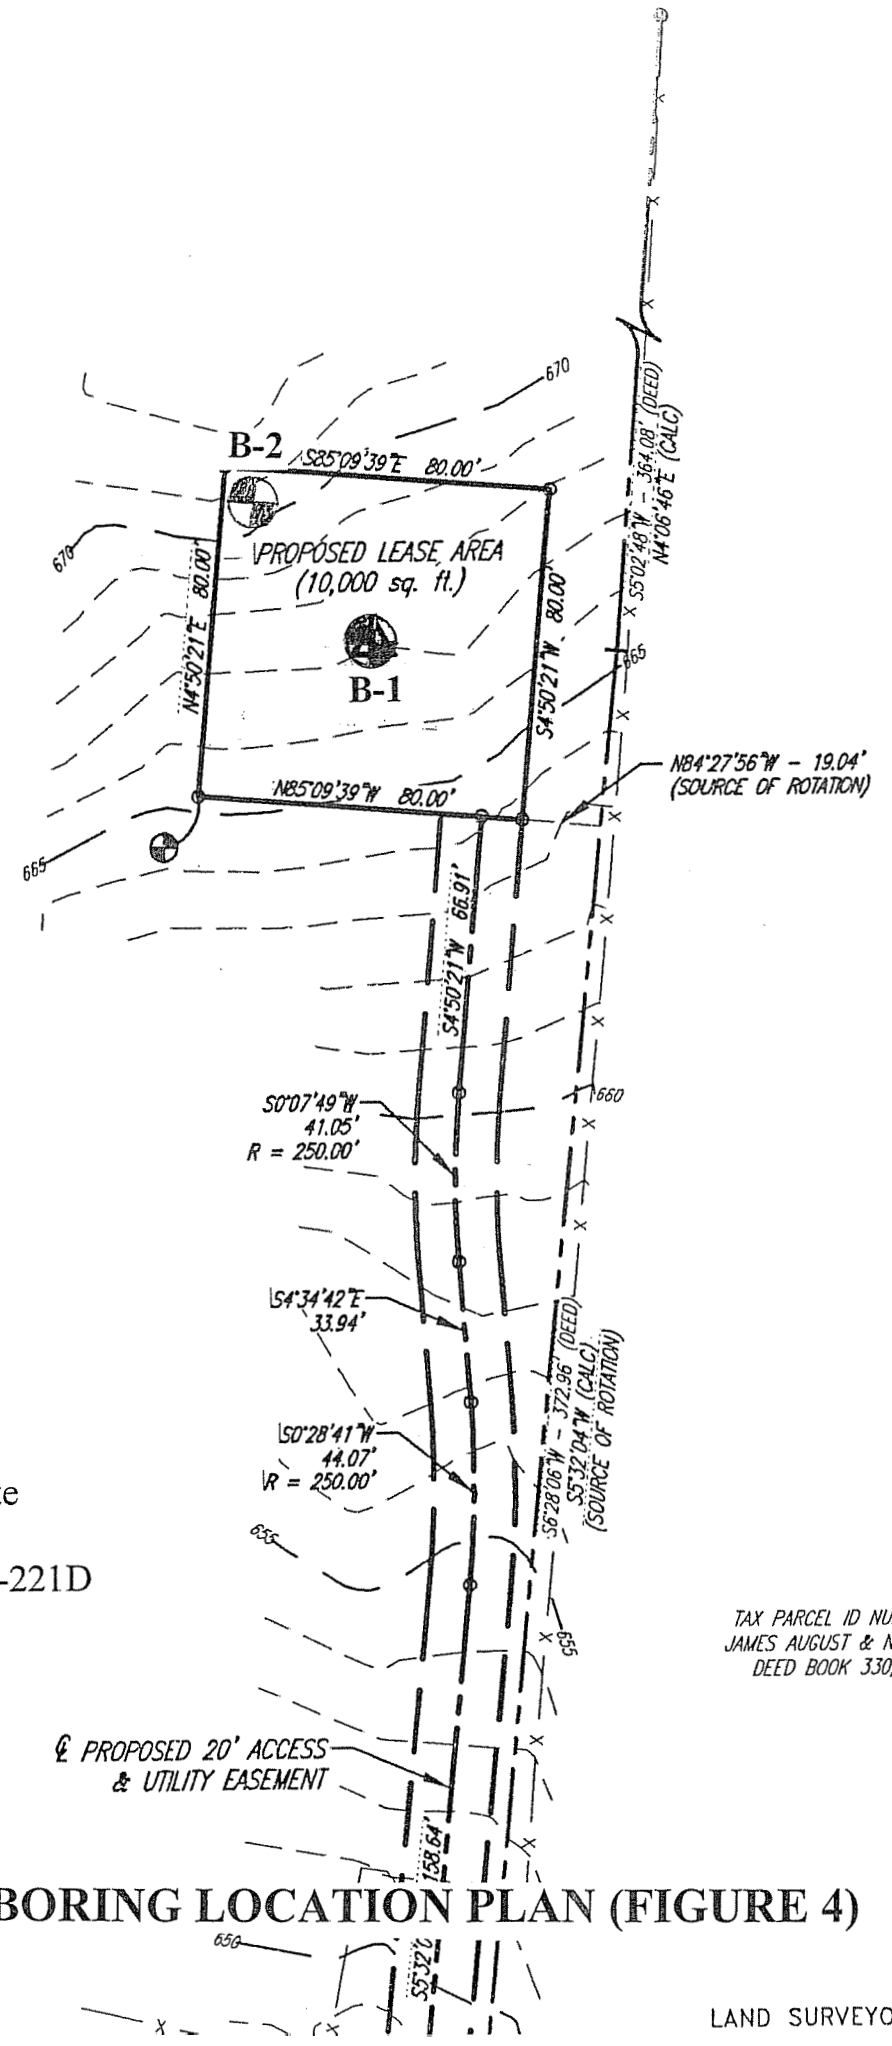 670
B-2
S85°09'39"E 80.00'
670
PROPOSED LEASE AREA
(10,000 sq. ft.)
N4°50'21"E 80.00'
B-1
S4°50'21"W 80.00'
S5°02'48"W - 364.08' (DEED)
N4°06'46"E (CALC)
665
N84°27'56"W - 19.04'
(SOURCE OF ROTATION)
N85°09'39"W 80.00'
665
S4°50'21"W 66.91'
660
S0°07'49"W
41.05'
R = 250.00'
S4°34'42"E
33.94'
S0°28'41"W
44.07'
R = 250.00'
S6°28'06"W - 372.96' (DEED)
S5°32'04"W (CALC)
(SOURCE OF ROTATION)
te
655
-221D
655
TAX PARCEL ID NU
JAMES AUGUST & N
DEED BOOK 330,
℄ PROPOSED 20' ACCESS
& UTILITY EASEMENT
158.64'
BORING LOCATION PLAN (FIGURE 4)
650
S5°32'0
LAND SURVEYO